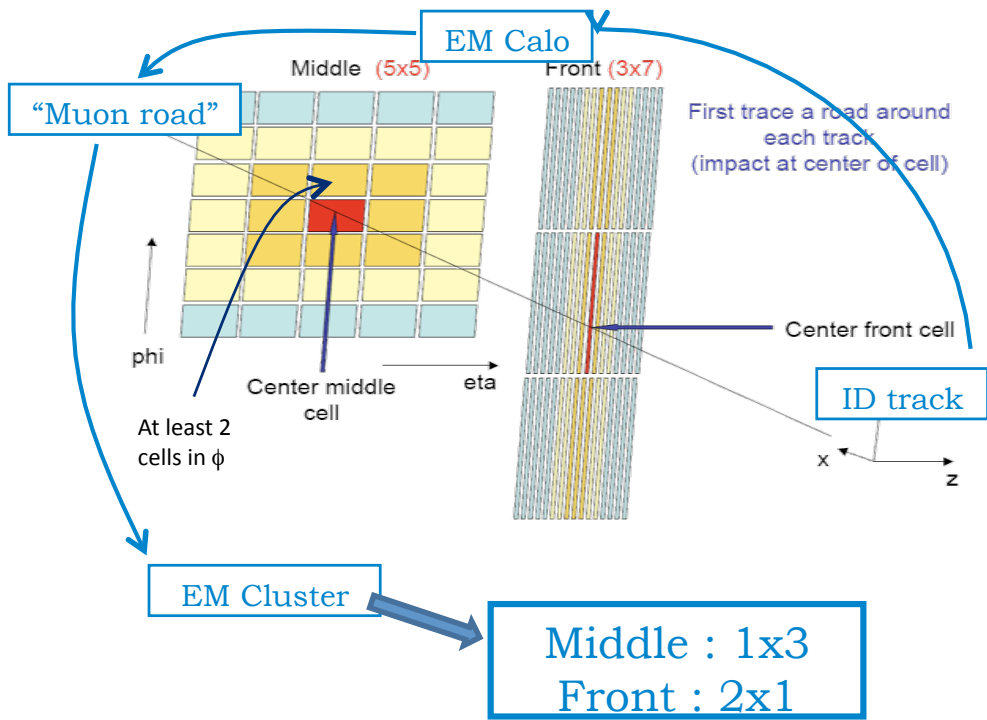 EM Calo
Middle (5x5)
Front (3x7)
“Muon road”
First trace a road around
each track
(impact at center of cell)
phi
eta
Center front cell
Center middle
cell
ID track
At least 2
cells in ϕ
x
z
EM Cluster
Middle : 1x3
Front : 2x1